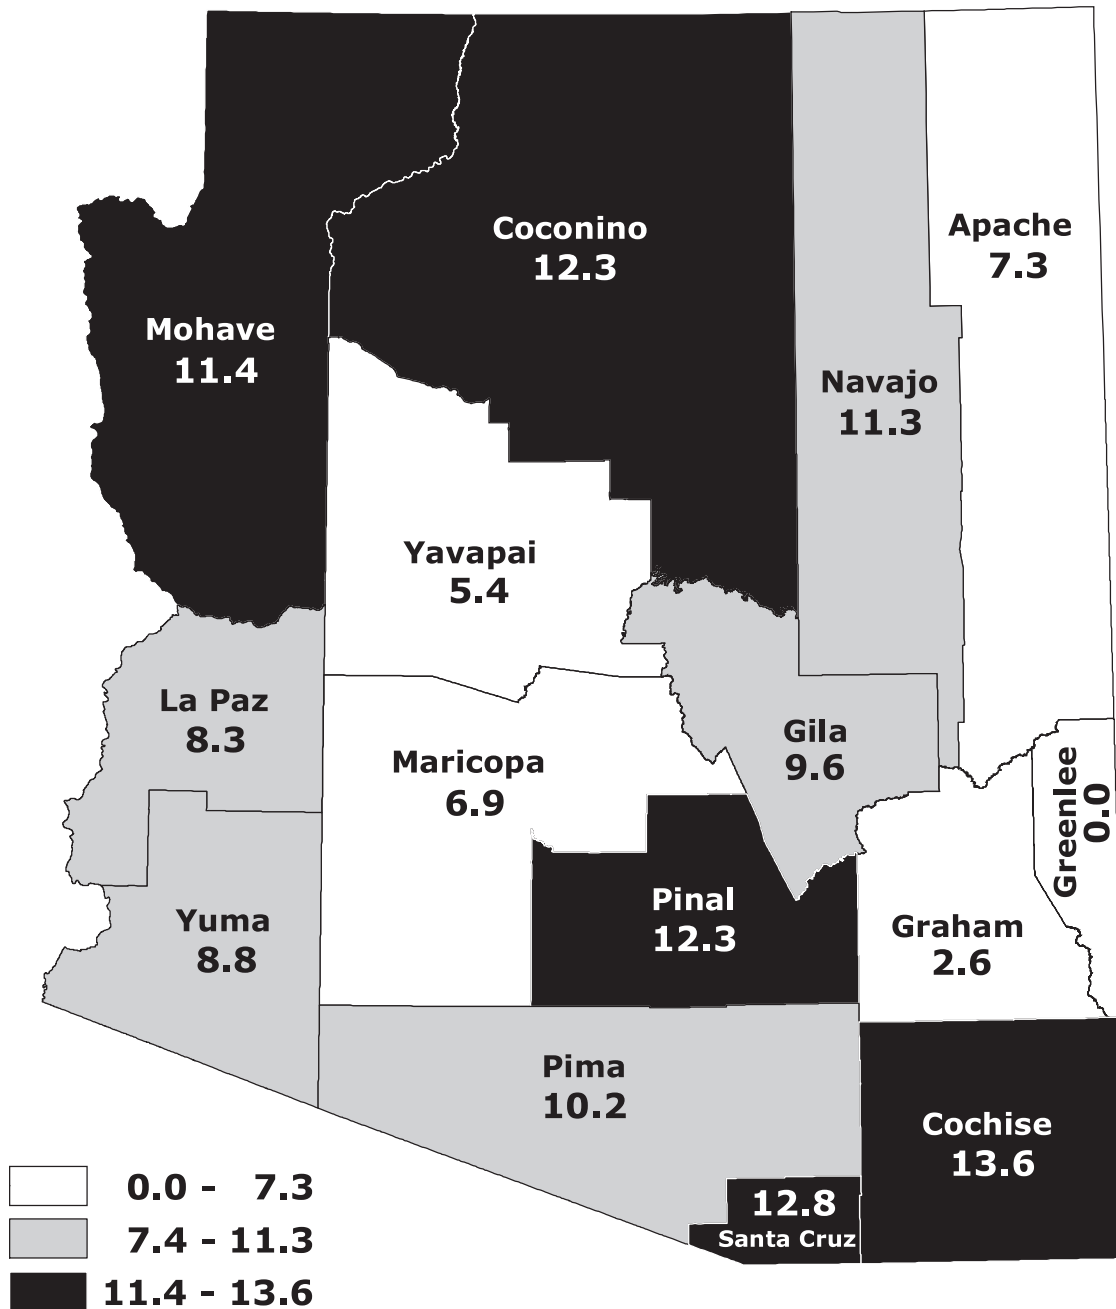 Coconino
12.3
Apache
7.3
Mohave
11.4
Navajo
11.3
Yavapai
5.4
La Paz
8.3
Gila
9.6
Maricopa
6.9
Greenlee
0.0
Pinal
12.3
Yuma
8.8
Graham
2.6
Pima
10.2
Cochise
13.6
12.8
Santa Cruz
0.0 - 7.3
7.4 - 11.3
11.4 - 13.6